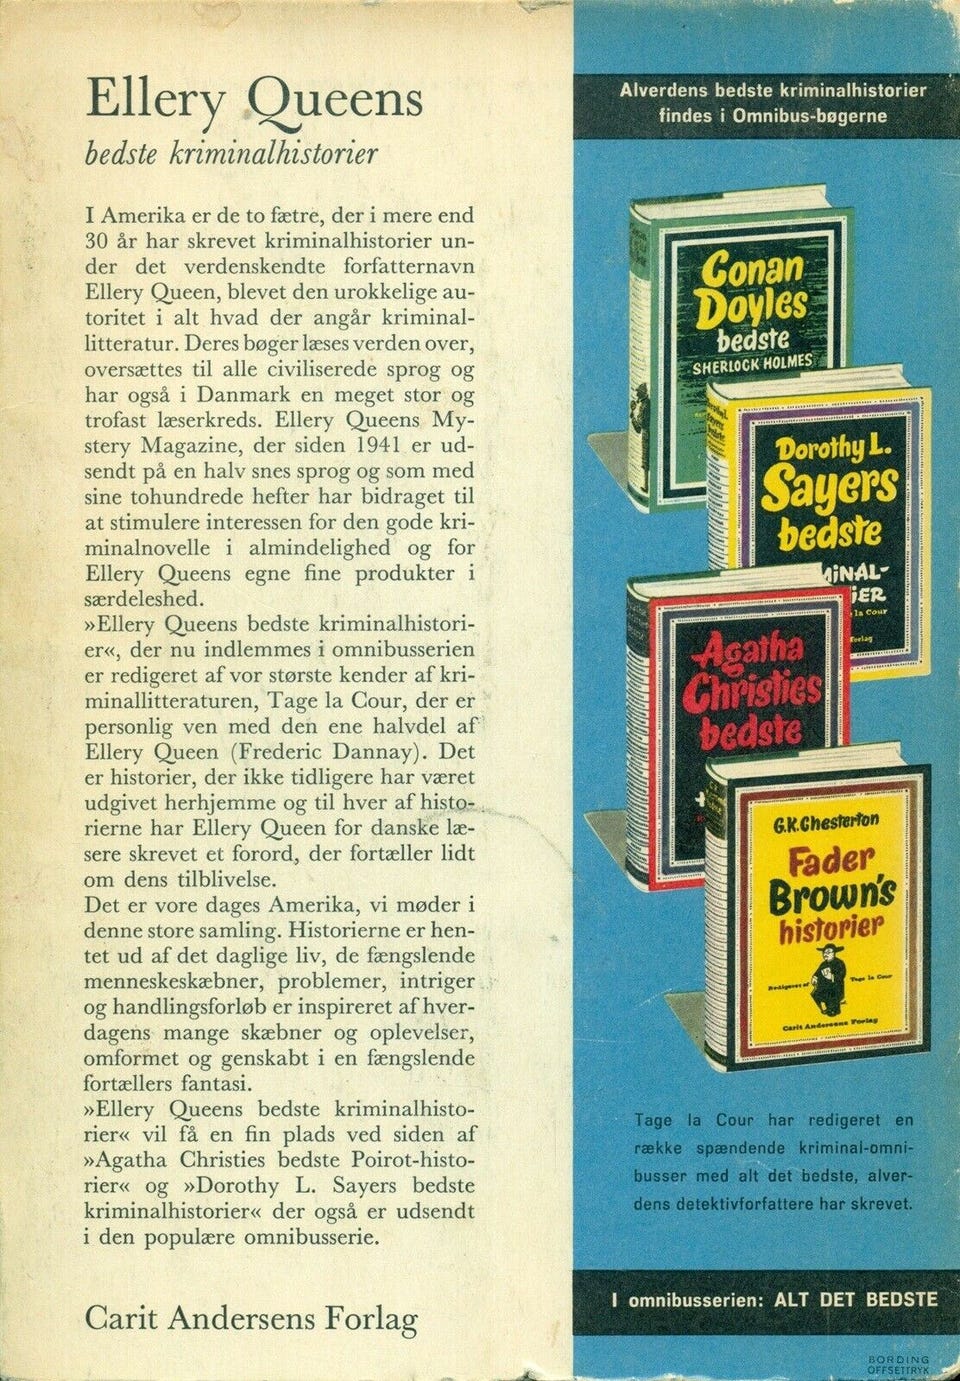 Ellery Queens
bedste kriminalhistorier
I Amerika er de to fætre, der i mere end
30 år har skrevet kriminalhistorier un-
der det verdenskendte forfatternavn
Ellery Queen, blevet den urokkelige au-
toritet i alt hvad der angår kriminal-
litteratur. Deres bøger læses verden over,
oversættes til alle civiliserede sprog og
har også i Danmark en meget stor og
trofast læserkreds. Ellery Queens My-
stery Magazine, der siden 1941 er ud-
sendt på en halv snes sprog og som med
sine tohundrede hefter har bidraget til
at stimulere interessen for den gode kri-
minalnovelle i almindelighed og for
Ellery Queens egne fine produkter i
særdeleshed.
»Ellery Queens bedste kriminalhistori-
er«, der nu indlemmes i omnibusserien
er redigeret af vor største kender af kri-
minallitteraturen, Tage la Cour, der er
personlig ven med den ene halvdel af
Ellery Queen (Frederic Dannay). Det
er historier, der ikke tidligere har været
udgivet herhjemme og til hver af histo-
rierne har Ellery Queen for danske læ-
sere skrevet et forord, der fortæller lidt
om dens tilblivelse.
Det er vore dages Amerika, vi møder i
denne store samling. Historierne er hen-
tet ud af det daglige liv, de fængslende
menneskeskæbner, problemer, intriger
og handlingsforløb er inspireret af hver-
dagens mange skæbner og oplevelser,
omformet og genskabt i en fængslende
fortællers fantasi.
»Ellery Queens bedste kriminalhisto-
rier« vil få en fin plads ved siden af
»Agatha Christies bedste Poirot-histo-
rier« og »Dorothy L. Sayers bedste
kriminalhistorier« der også er udsendt
i den populære omnibusserie.
Carit Andersens Forlag
Alverdens bedste kriminalhistorier
findes i Omnibus-bøgerne
Conan
Doyles
bedste
SHERLOCK HOLMES
Dorothy L.
Sayers
bedste
MINAL-
IER
la Cour
Forlag
Agatha
Christies
bedste
G.K. Chesterton
Fader
Brown's
historier
Redigeret af Tage la Cour
Carit Andersens Forlag
Tage la Cour har redigeret en
række spændende kriminal-omni-
busser med alt det bedste, alver-
dens detektivforfattere har skrevet.
I omnibusserien: ALT DET BEDSTE
BORDING
OFFSETTRYK